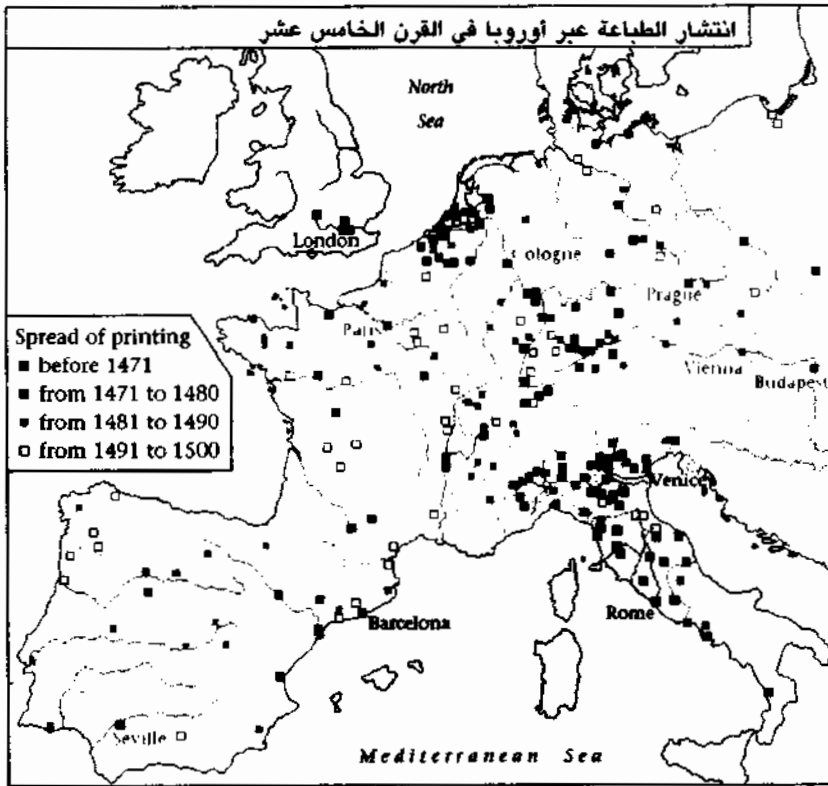 انتشار الطباعة عبر أوروبا في القرن الخامس عشر
North
Sea
London
Cologne
Prague
Paris
Spread of printing
before 1471
from 1471 to 1480
from 1481 to 1490
from 1491 to 1500
Vienna
Budapest
Venice
Rome
Barcelona
Seville
Mediterranean Sea